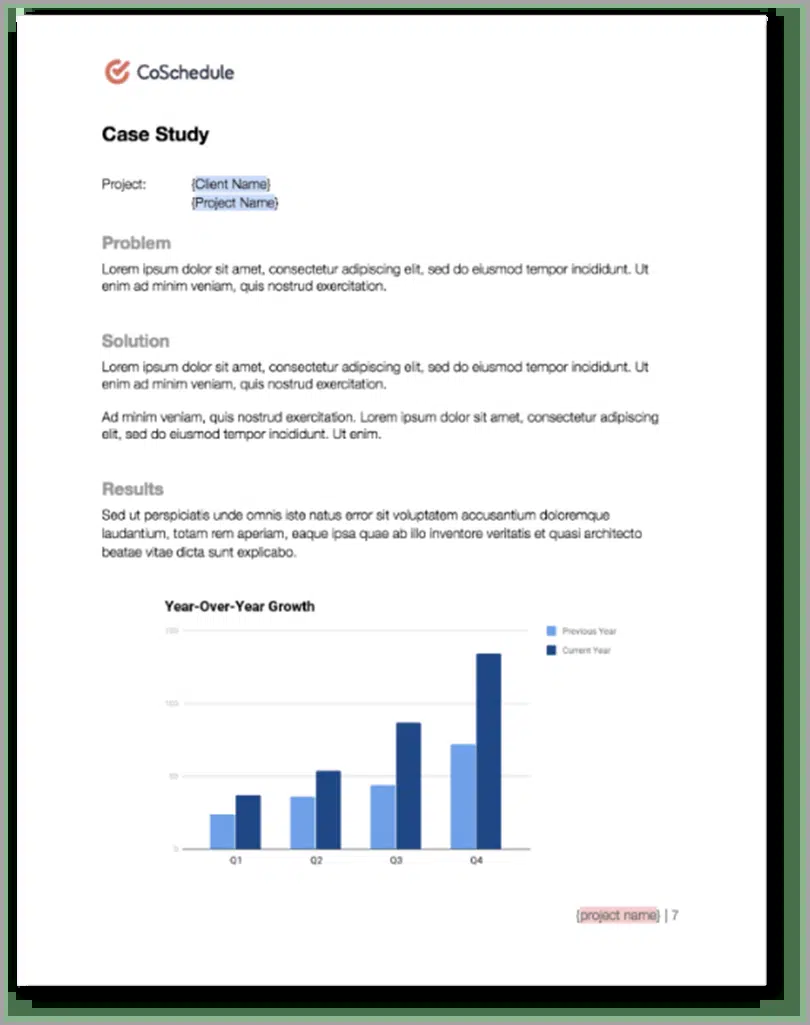 CoSchedule
Case Study
Project: {Client Name}
{Project Name}
Problem
Lorem ipsum dolor sit amet, consectetur adipiscing elit, sed do eiusmod tempor incididunt. Ut
enim ad minim veniam, quis nostrud exercitation.
Solution
Lorem ipsum dolor sit amet, consectetur adipiscing elit, sed do eiusmod tempor incididunt. Ut
enim ad minim veniam, quis nostrud exercitation.
Ad minim veniam, quis nostrud exercitation. Lorem ipsum dolor sit amet, consectetur adipiscing
elit, sed do eiusmod tempor incididunt. Ut enim.
Results
Sed ut perspiciatis unde omnis iste natus error sit voluptatem accusantium doloremque
laudantium, totam rem aperiam, eaque ipsa quae ab illo inventore veritatis et quasi architecto
beatae vitae dicta sunt explicabo.
Year-Over-Year Growth
Previous Year
Current Year
150
100
50
0
Q1 Q2 Q3 Q4
{project name} | 7